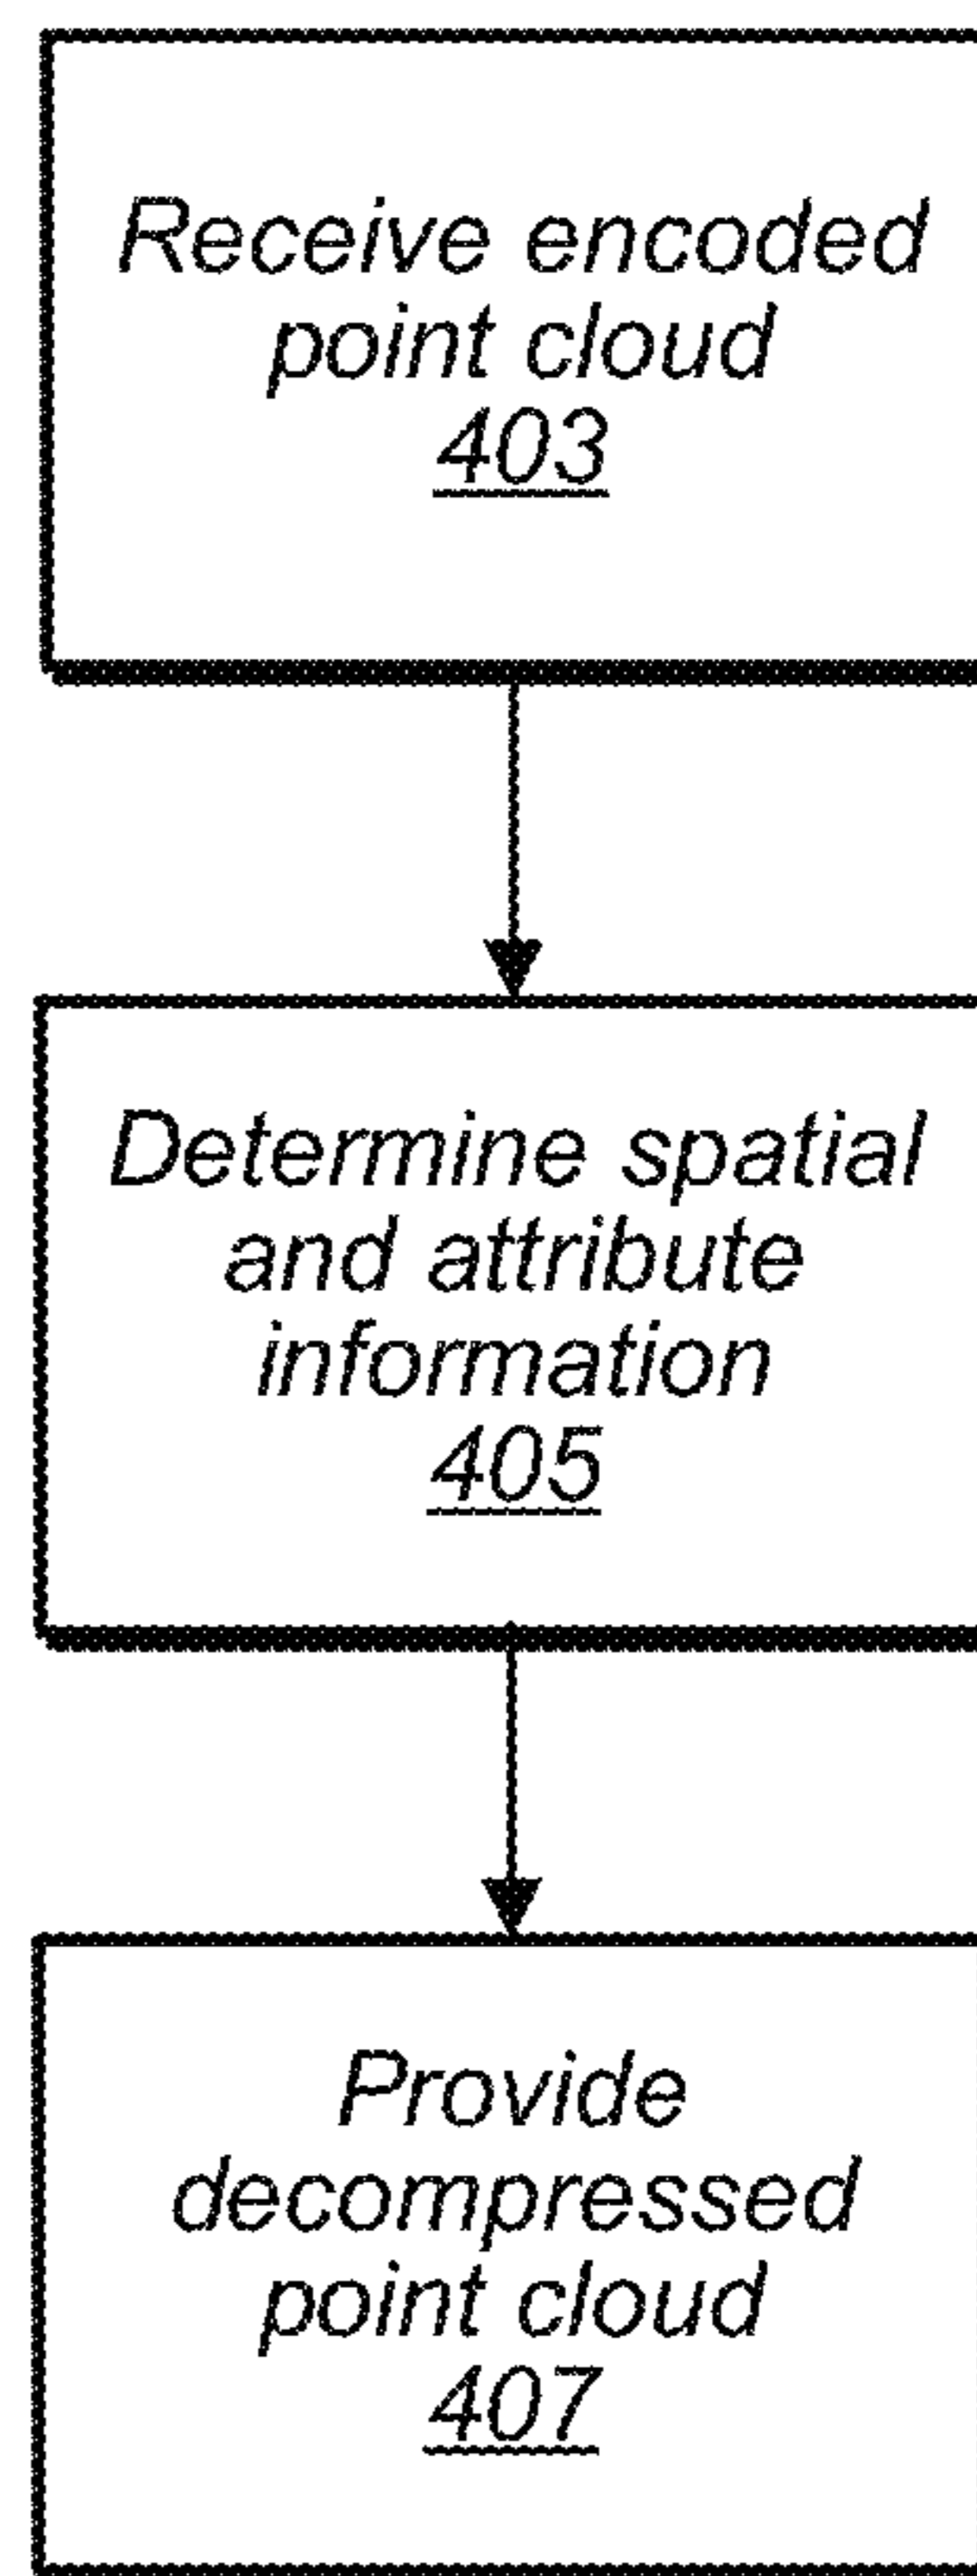 Receive encoded
point cloud
403
Determine spatial
and attribute
information
405
Provide
decompressed
point cloud
407